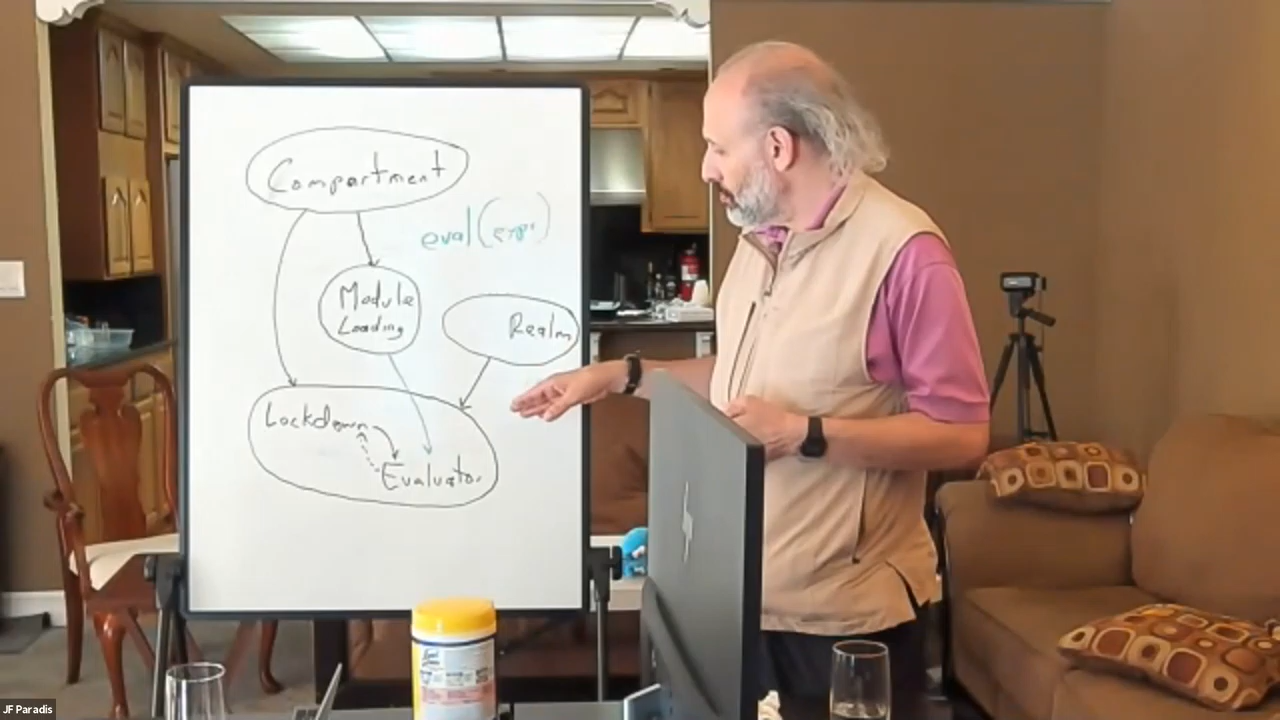 Compartment
eval(expr)
Module
Loading
Realm
Lockdown
Evaluator
JF Paradis